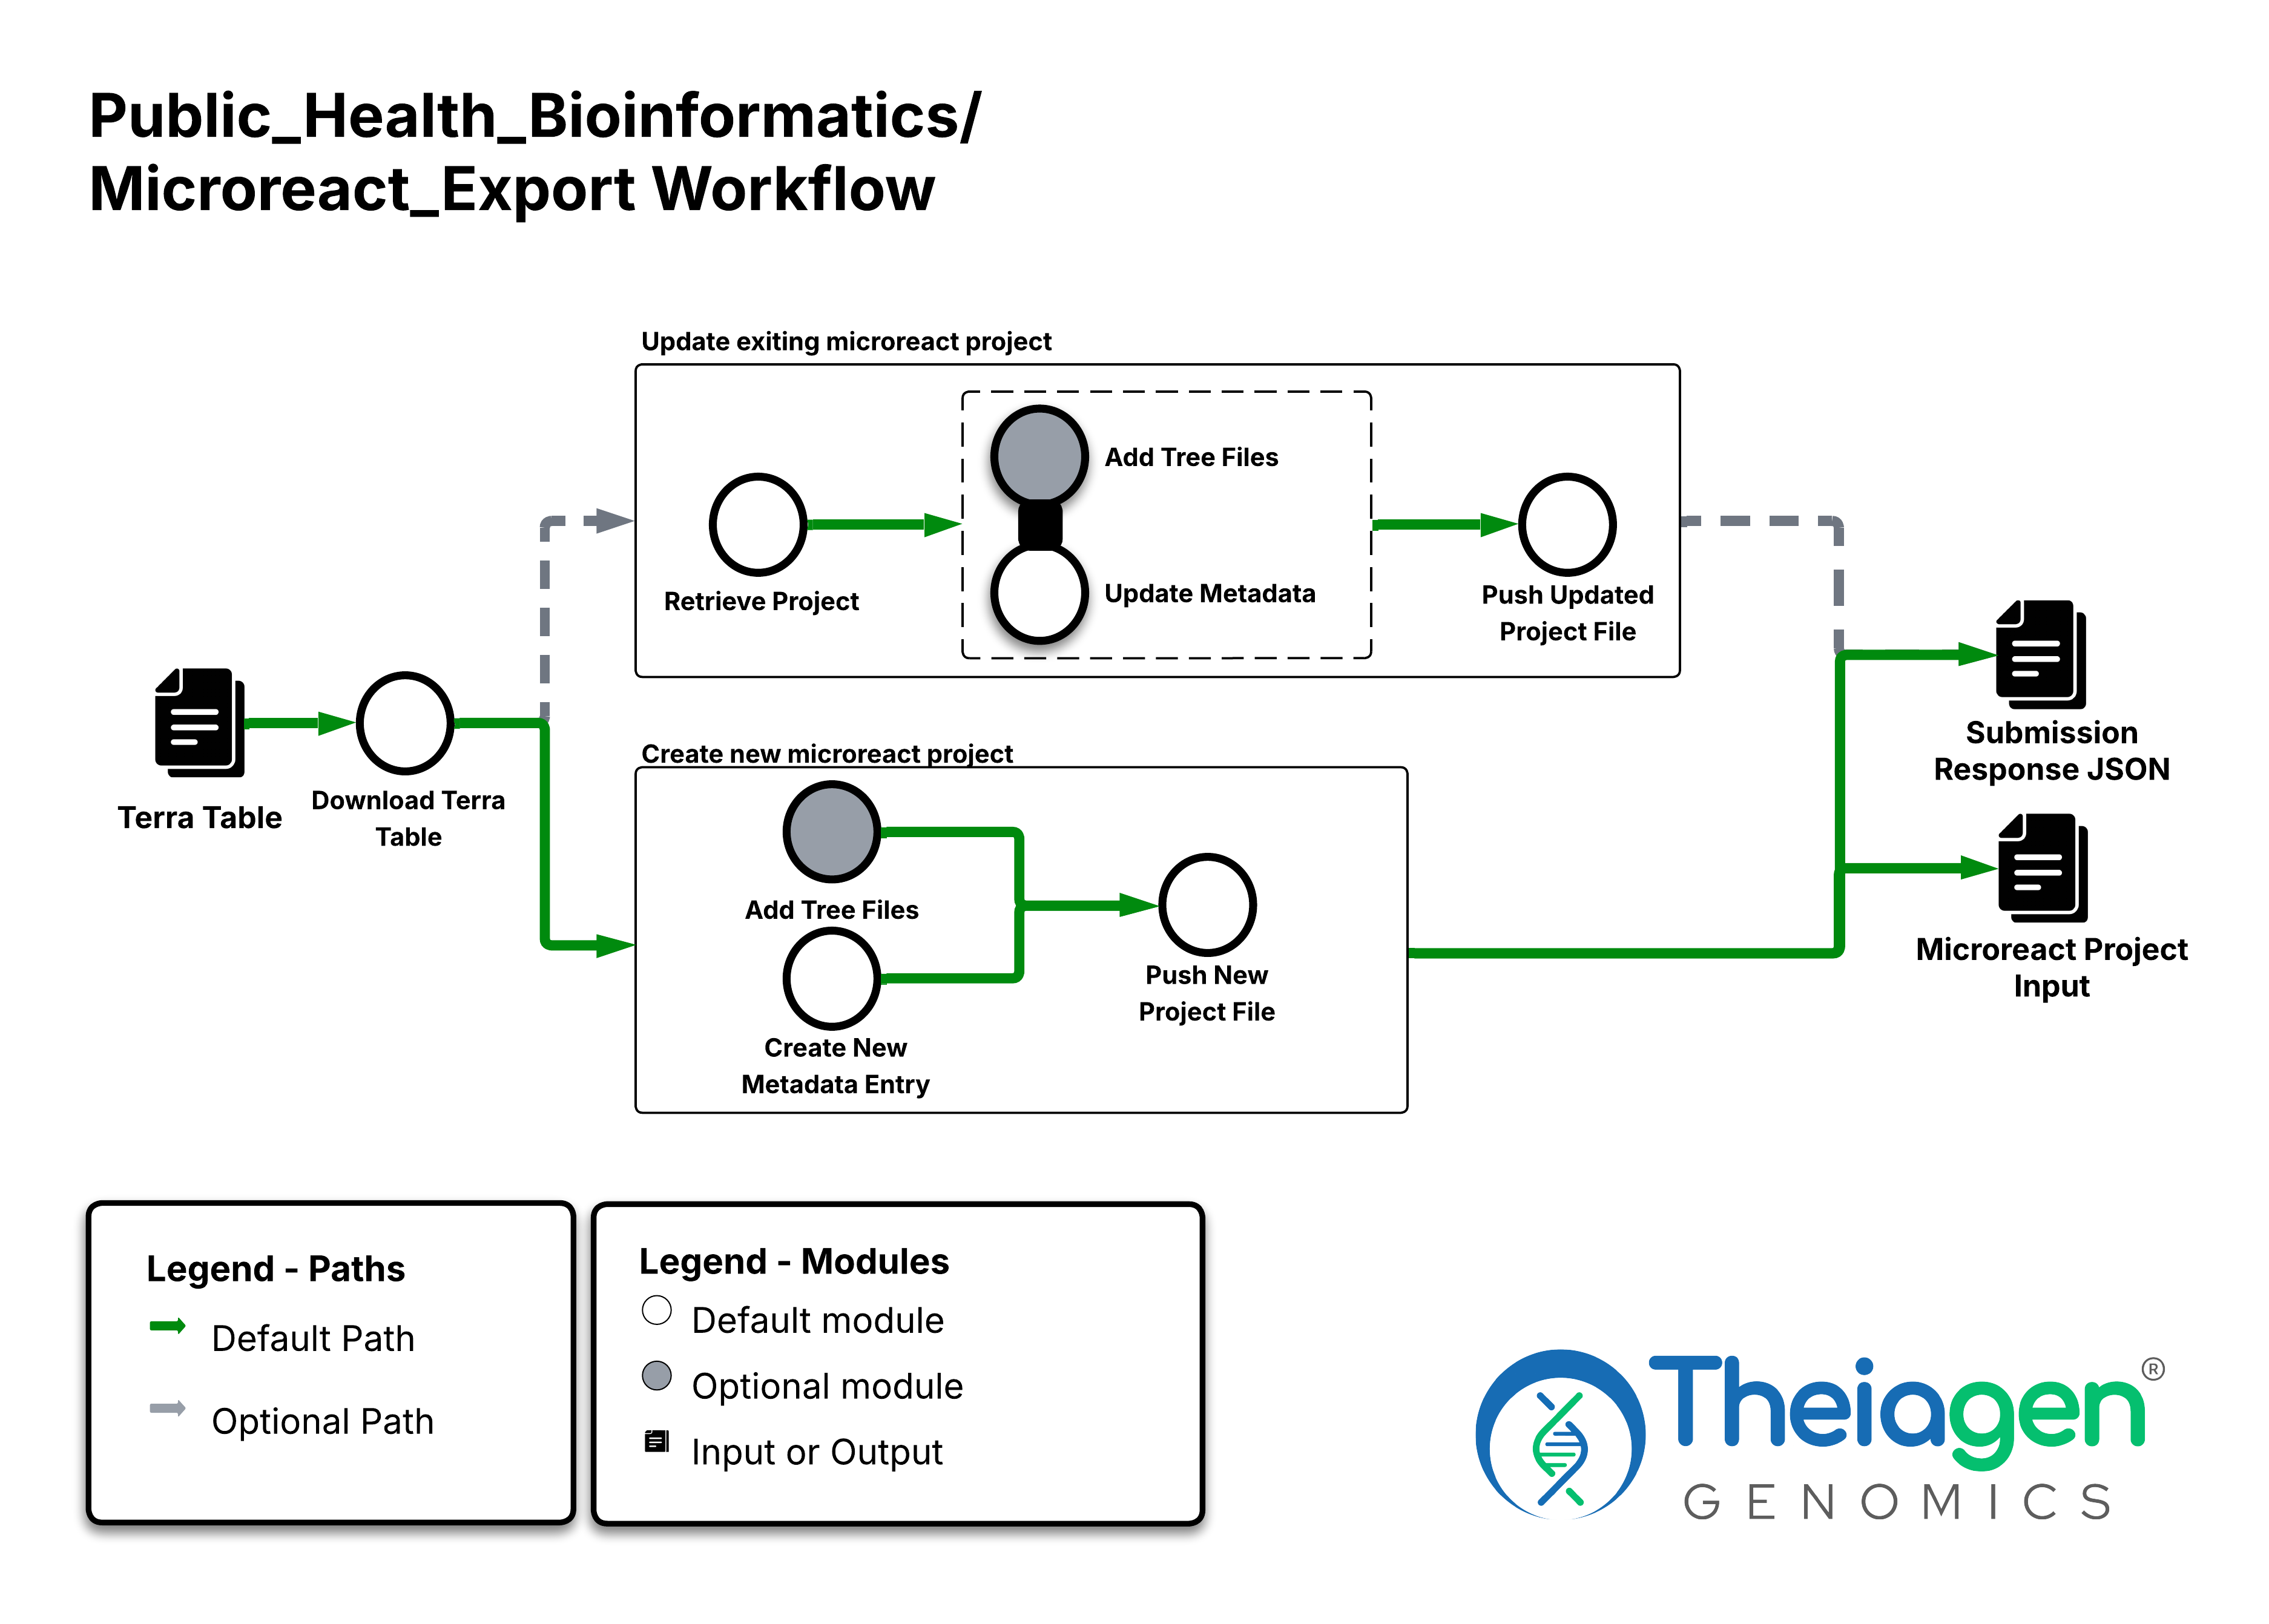 Public_Health_Bioinformatics/
Microreact_Export Workflow
Update exiting microreact project
Add Tree Files
Retrieve Project
Update Metadata
Push Updated
Project File
Terra Table
Download Terra
Table
Create new microreact project
Add Tree Files
Create New
Metadata Entry
Push New
Project File
Submission
Response JSON
Microreact Project
Input
Legend - Paths
Default Path
Optional Path
Legend - Modules
Default module
Optional module
Input or Output
Theiagen®
GENOMICS